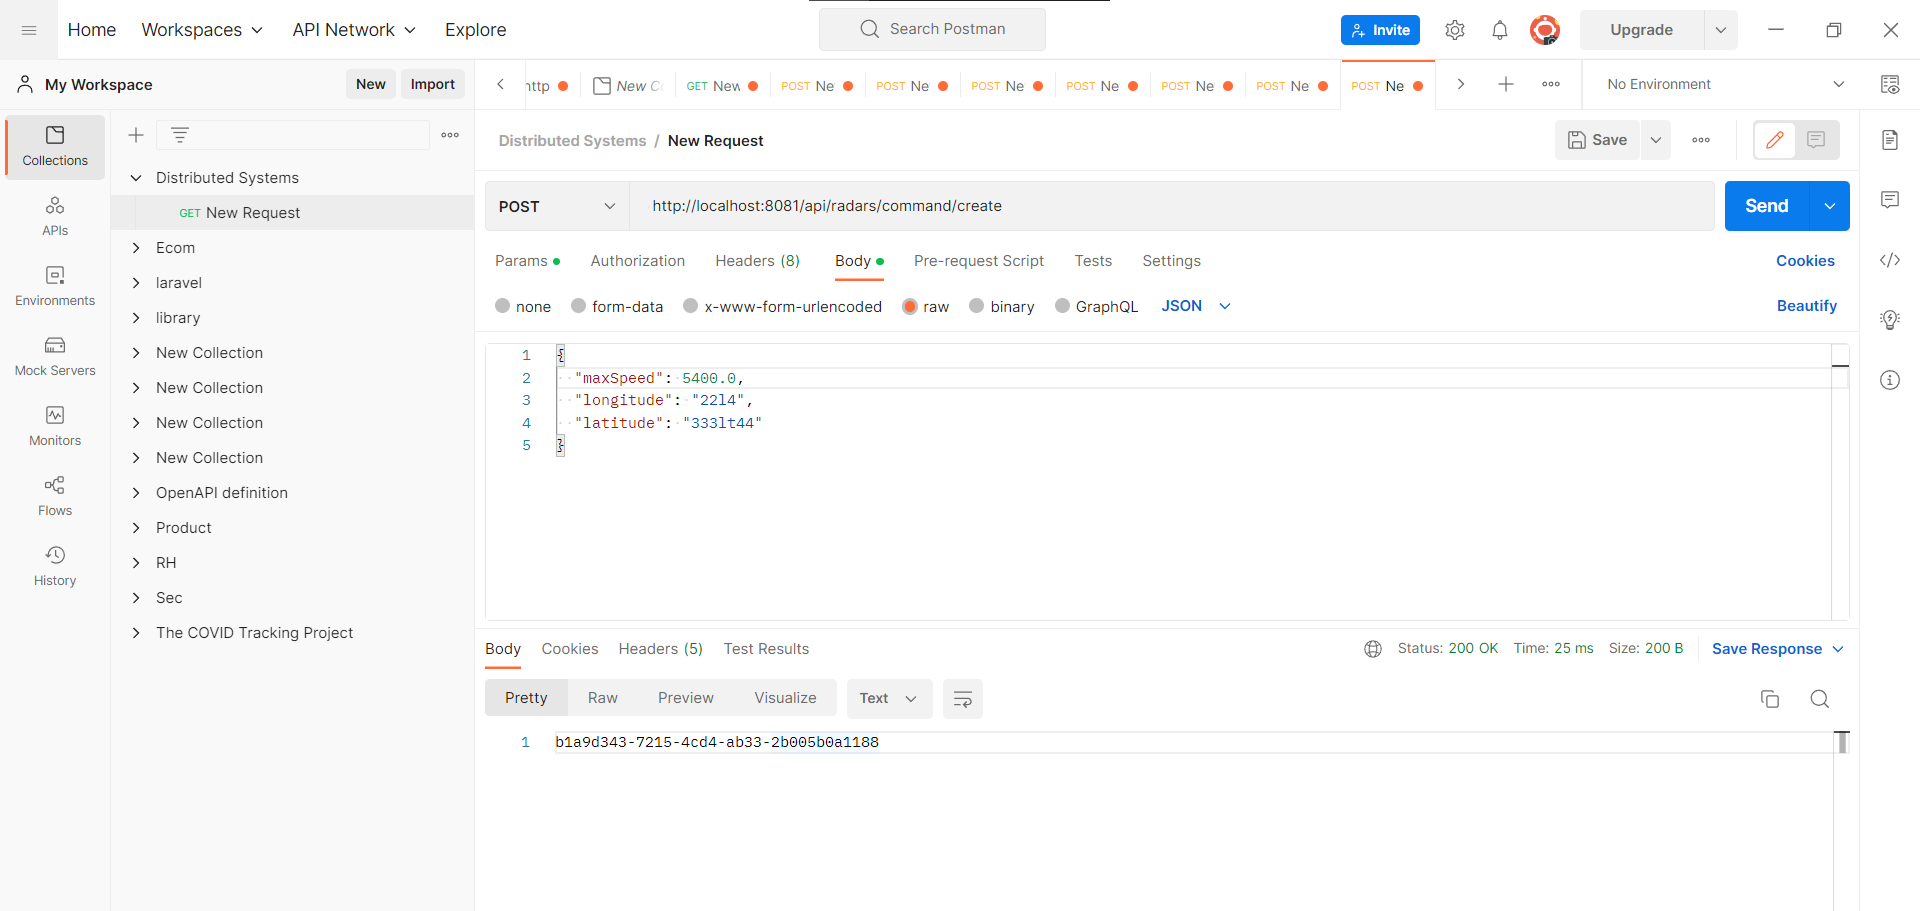 Home Workspaces API Network Explore Search Postman Invite Upgrade
My Workspace New Import
http New C GET New POST Ne POST Ne POST Ne POST Ne POST Ne POST Ne POST Ne No Environment
Collections
APIs
Environments
Mock Servers
Monitors
Flows
History
Distributed Systems
GET New Request
Ecom
laravel
library
New Collection
New Collection
New Collection
New Collection
OpenAPI definition
Product
RH
Sec
The COVID Tracking Project
Distributed Systems / New Request Save
POST http://localhost:8081/api/radars/command/create Send
Params Authorization Headers (8) Body Pre-request Script Tests Settings Cookies
none form-data x-www-form-urlencoded raw binary GraphQL JSON Beautify
1 {
2 "maxSpeed": 5400.0,
3 "longitude": "22l4",
4 "latitude": "333lt44"
5 }
Body Cookies Headers (5) Test Results Status: 200 OK Time: 25 ms Size: 200 B Save Response
Pretty Raw Preview Visualize Text
1 b1a9d343-7215-4cd4-ab33-2b005b0a1188